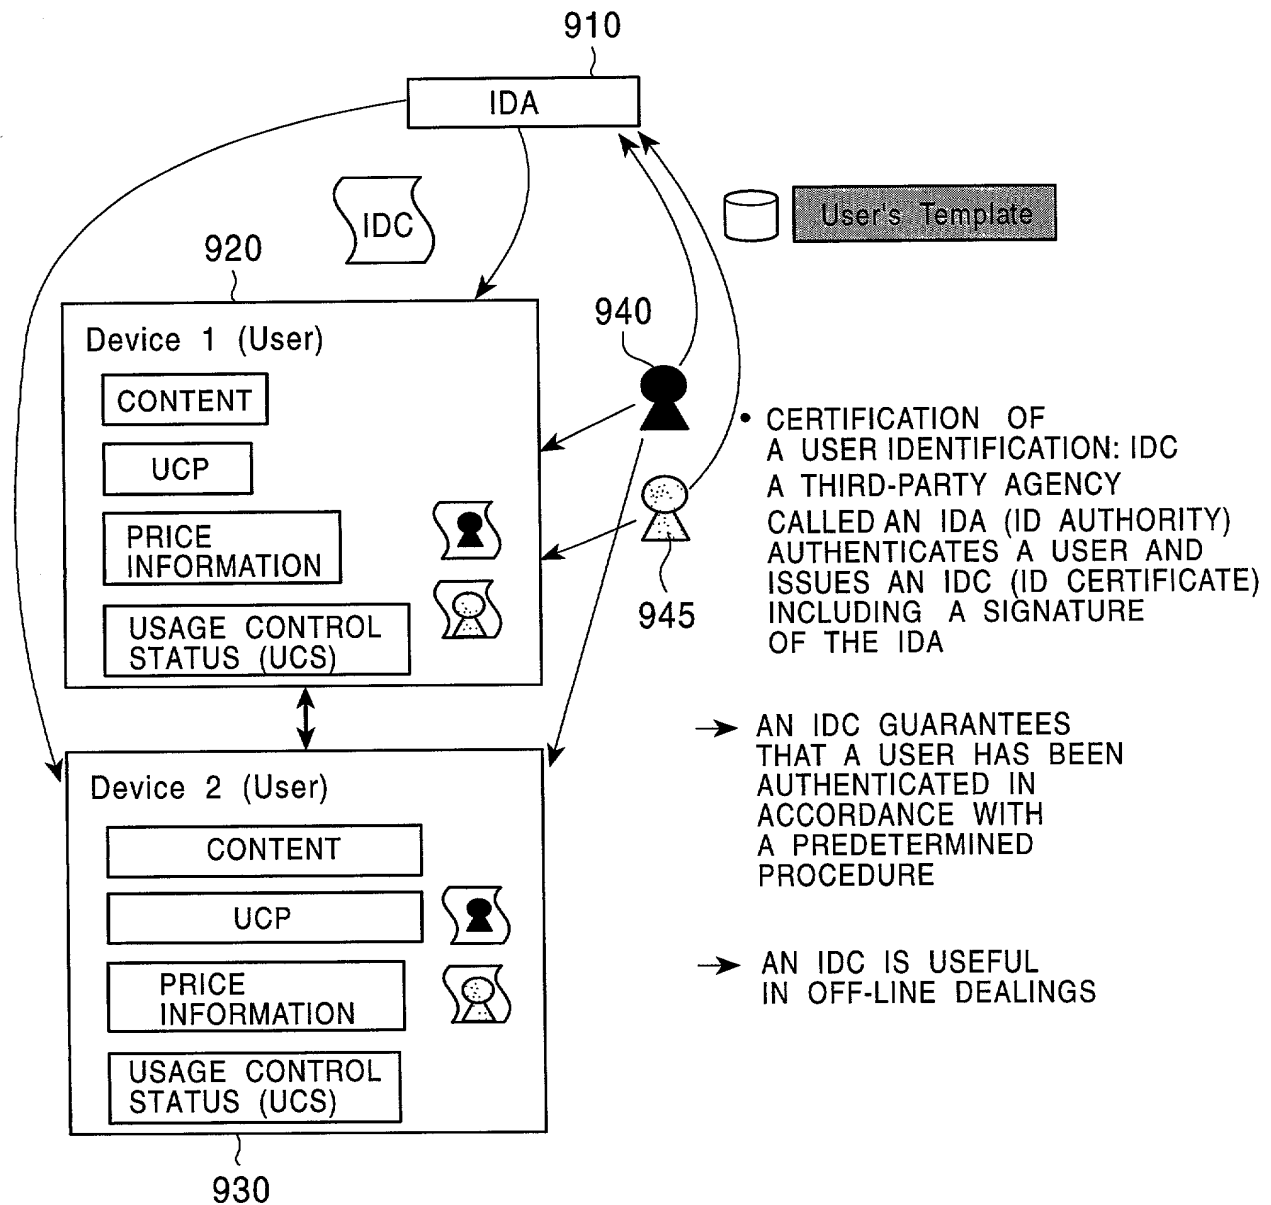 910
IDA
User's Template
IDC
920
940
Device 1 (User)
CONTENT
UCP
PRICE
INFORMATION
USAGE CONTROL
STATUS (UCS)
945
• CERTIFICATION OF
A USER IDENTIFICATION: IDC
A THIRD-PARTY AGENCY
CALLED AN IDA (ID AUTHORITY)
AUTHENTICATES A USER AND
ISSUES AN IDC (ID CERTIFICATE)
INCLUDING A SIGNATURE
OF THE IDA
AN IDC GUARANTEES
THAT A USER HAS BEEN
AUTHENTICATED IN
ACCORDANCE WITH
A PREDETERMINED
PROCEDURE
AN IDC IS USEFUL
IN OFF-LINE DEALINGS
Device 2 (User)
CONTENT
UCP
PRICE
INFORMATION
USAGE CONTROL
STATUS (UCS)
930